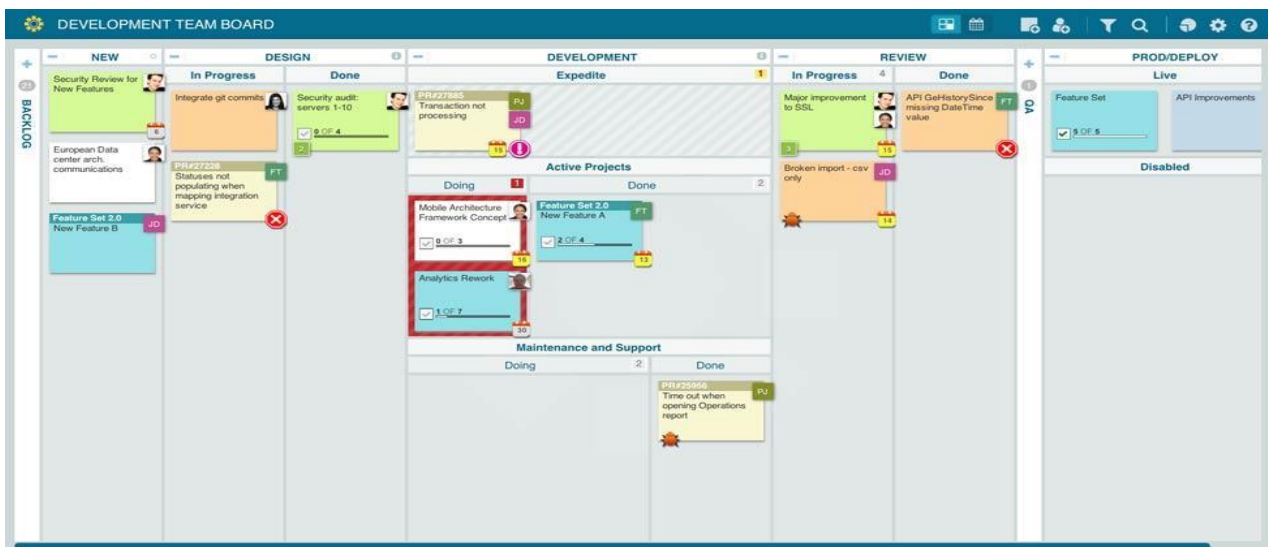 DEVELOPMENT TEAM BOARD
NEW
DESIGN
DEVELOPMENT
REVIEW
PROD/DEPLOY
BACKLOG
Security Review for
New Features
6
European Data
center arch.
communications
Feature Set 2.0
JD
New Feature B
In Progress
Done
Integrate git commits
Security audit:
servers 1-10
0 OF 4
2
PR#27226
FT
Statuses not
populating when
mapping integration
service
Expedite
1
PR#27885
PJ
Transaction not
processing
JD
15
Active Projects
Doing
1
Done
2
Mobile Architecture
Framework Concept
0 OF 3
16
Feature Set 2.0
FT
New Feature A
2 OF 4
13
Analytics Rework
1 OF 7
30
Maintenance and Support
Doing
2
Done
PR#25956
PJ
Time out when
opening Operations
report
In Progress
4
Done
Major improvement
to SSL
3
15
API GeHistorySince
FT
missing DateTime
value
Broken import - csv
JD
only
14
1
QA
Live
Feature Set
5 OF 5
API Improvements
Disabled